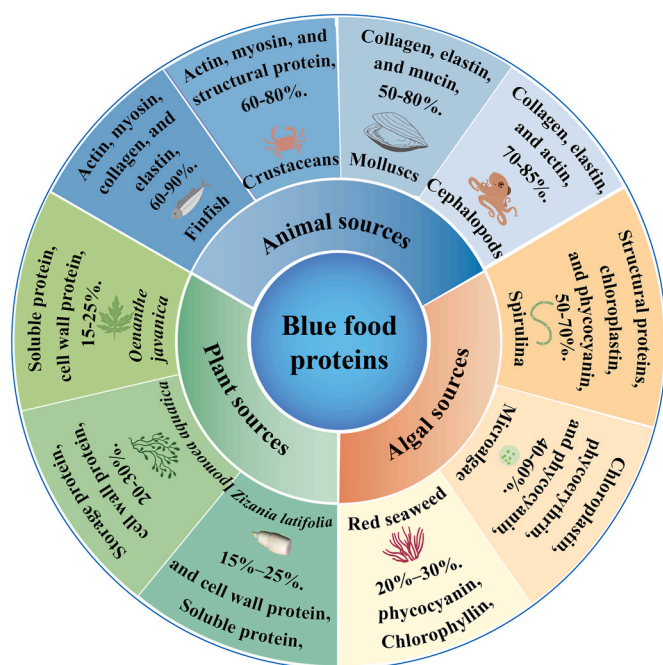 Blue food
proteins
Animal sources
Algal sources
Plant sources
Actin, myosin,
collagen, and
elastin,
60-90%.
Finfish
Actin, myosin, and
structural protein,
60-80%.
Crustaceans
Collagen, elastin,
and mucin,
50-80%.
Molluscs
Collagen, elastin,
and actin,
70-85%.
Cephalopods
Structural proteins,
chloroplastin,
and phycocyanin,
50-70%.
Spirulina
Chloroplastin,
phycoerythrin,
and phycocyanin,
40-60%.
Microalgae
Red seaweed
20%–30%.
phycocyanin,
Chlorophyllin,
Zizania latifolia
15%–25%.
and cell wall protein,
Soluble protein,
Storage protein,
cell wall protein,
20-30%.
Ipomoea aquatica
Soluble protein,
cell wall protein,
15-25%.
Oenanthe
javanica